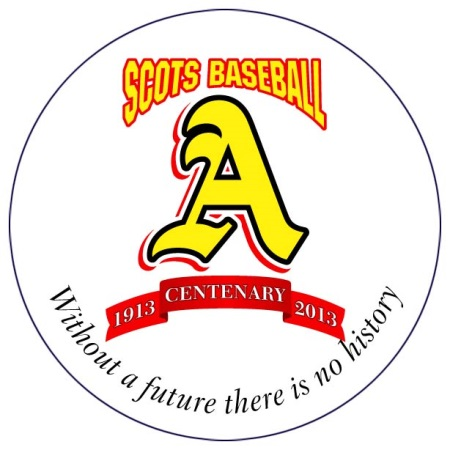 SCOTS BASEBALL
A
1913 CENTENARY 2013
Without a future there is no history